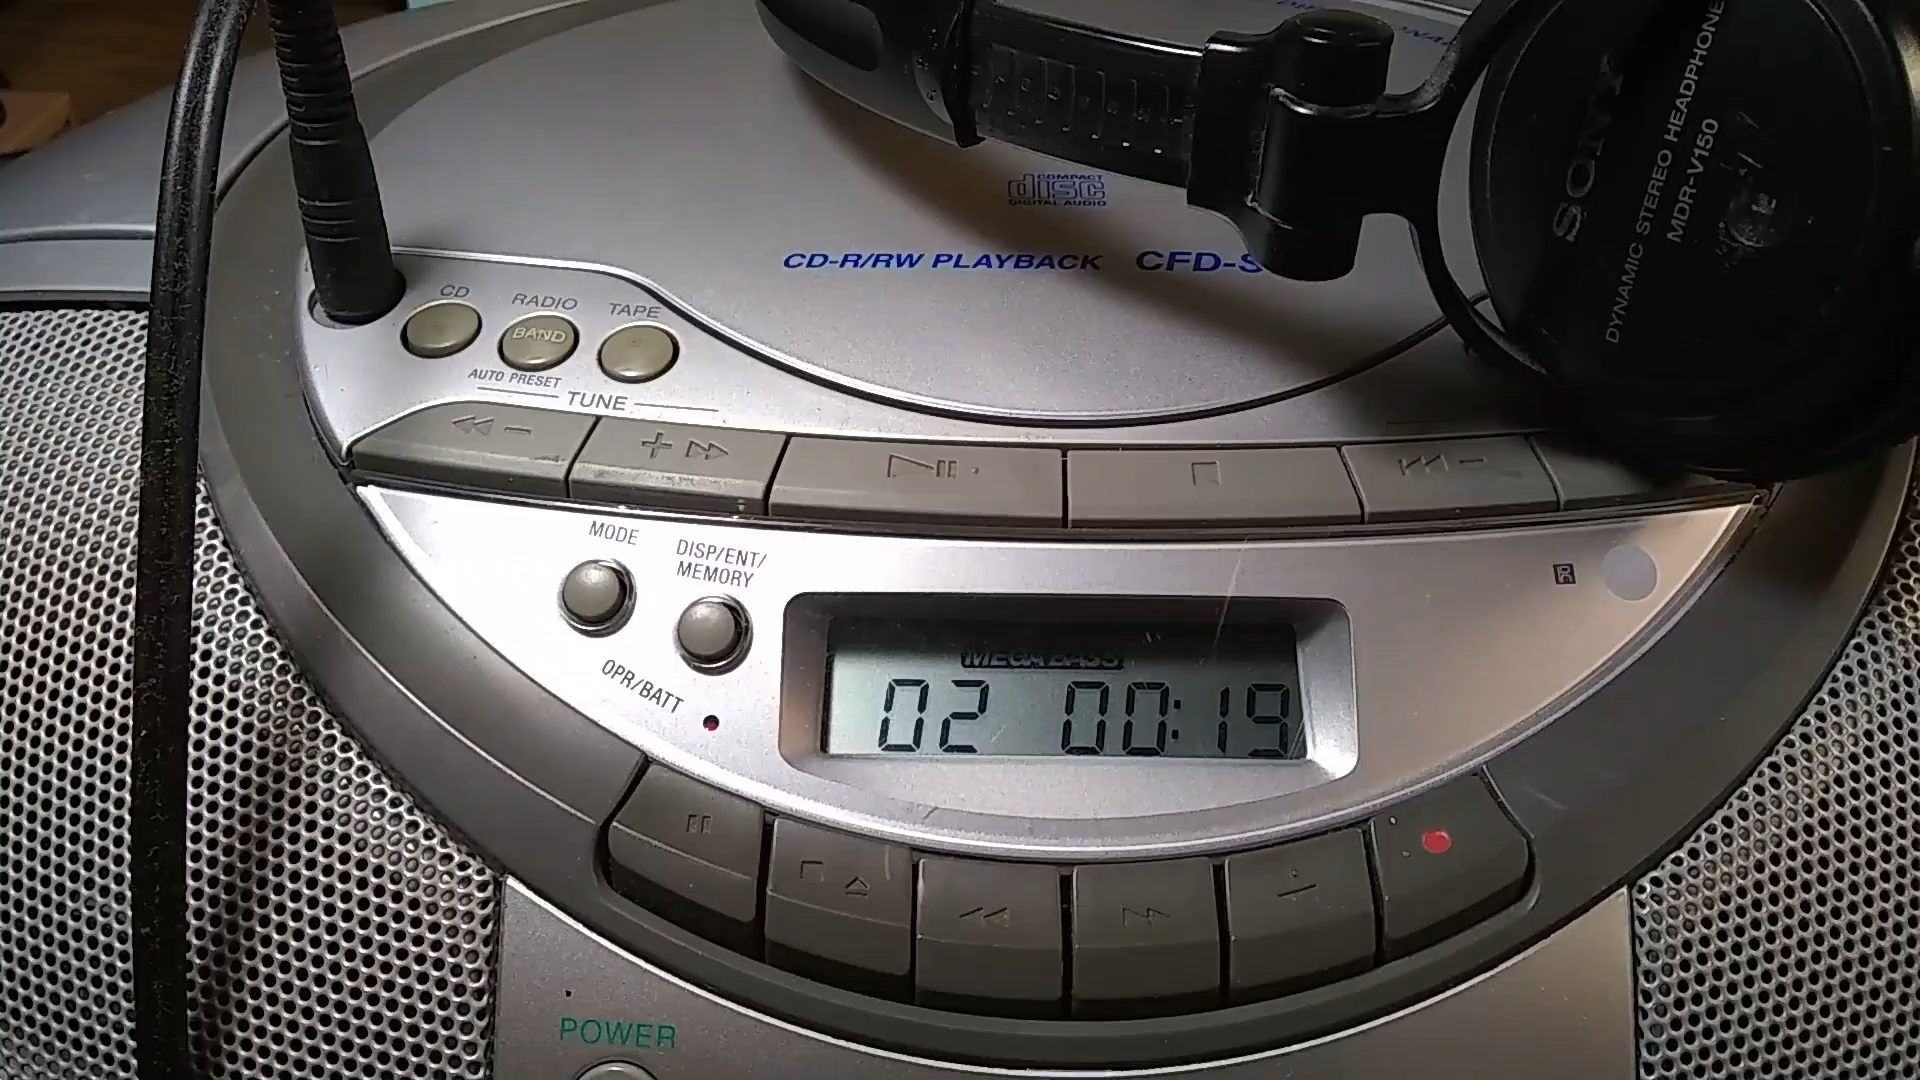 SONY
DYNAMIC STEREO HEADPHONE
MDR-V150
COMPACT
disc
DIGITAL AUDIO
CD-R/RW PLAYBACK CFD-S
CD
RADIO
TAPE
BAND
AUTO PRESET
TUNE
MODE
DISP/ENT/
MEMORY
OPR/BATT
MEGA BASS
02 00:19
POWER